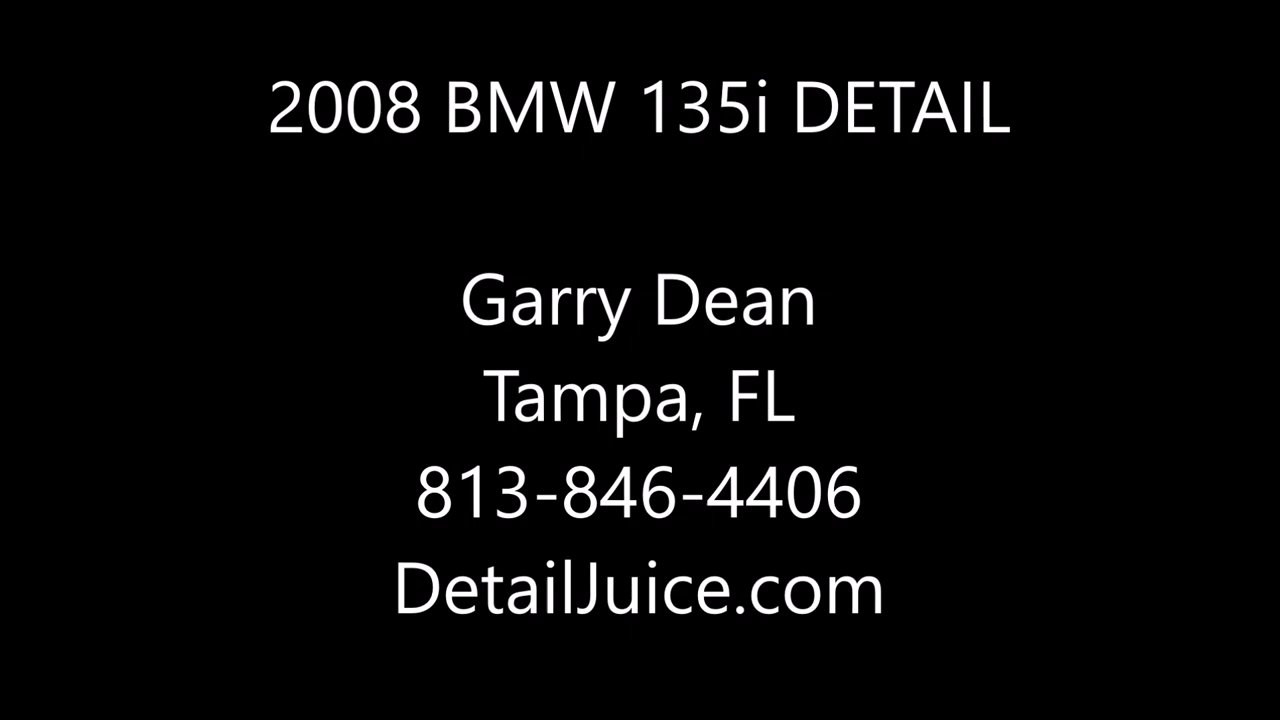 2008 BMW 135i DETAIL
Garry Dean
Tampa, FL
813-846-4406
DetailJuice.com